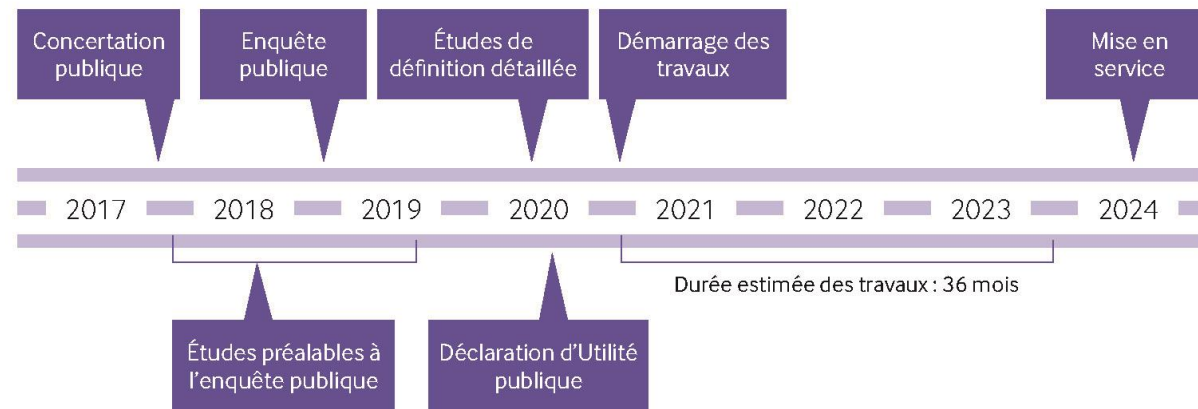 Concertation
publique
Enquête
publique
Études de
définition détaillée
Démarrage des
travaux
Mise en
service
2017 2018 2019 2020 2021 2022 2023 2024
Durée estimée des travaux : 36 mois
Études préalables à
l’enquête publique
Déclaration d’Utilité
publique